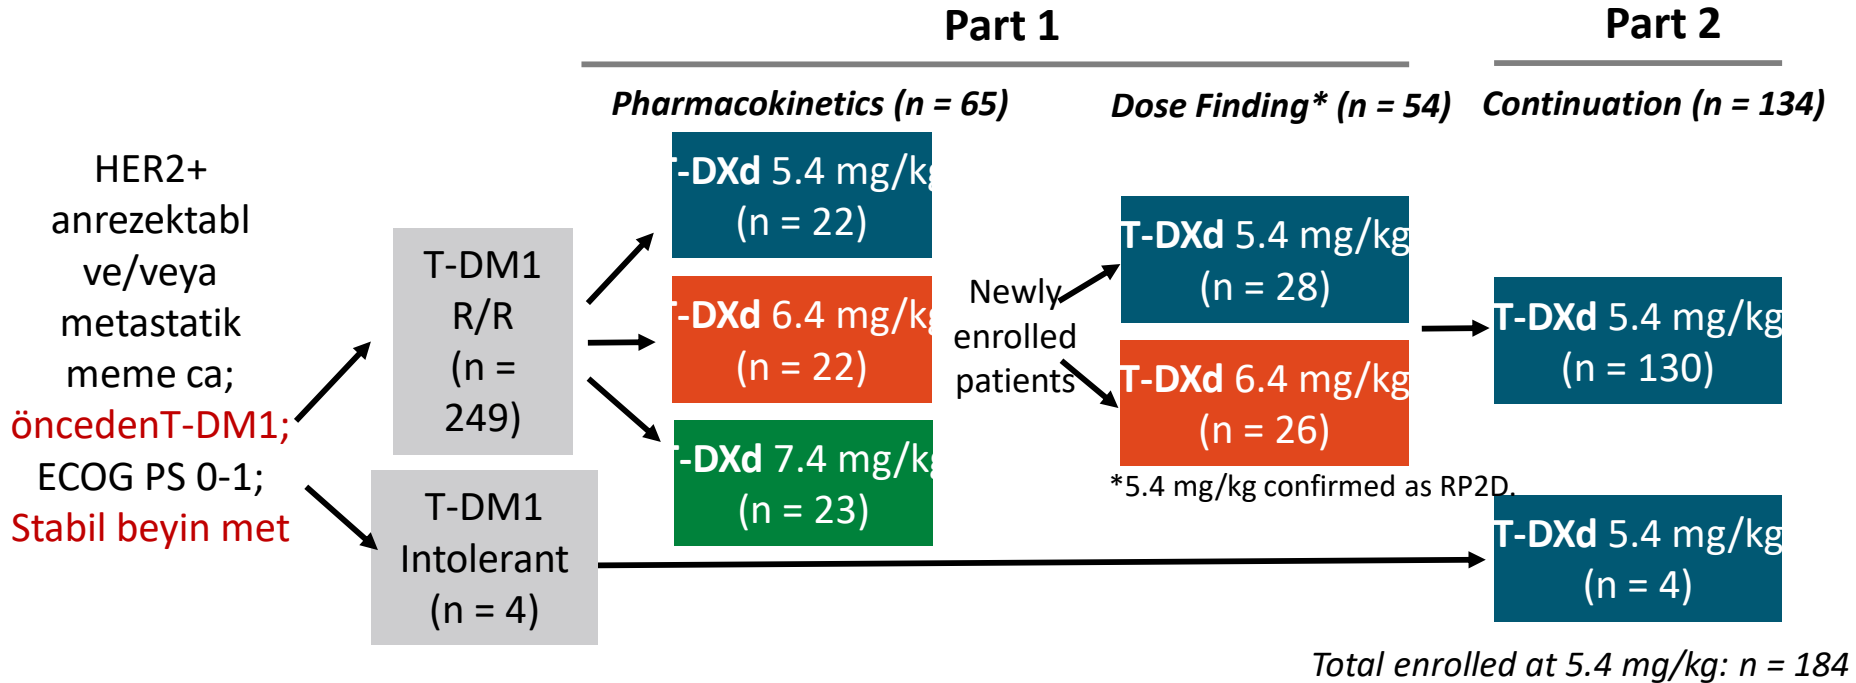 Part 1
Part 2
Pharmacokinetics (n = 65)
Dose Finding* (n = 54)
Continuation (n = 134)
HER2+
anrezektabl
ve/veya
metastatik
meme ca;
öncedenT-DM1;
ECOG PS 0-1;
Stabil beyin met
T-DM1
R/R
(n =
249)
T-DM1
Intolerant
(n = 4)
T-DXd 5.4 mg/kg
(n = 22)
T-DXd 6.4 mg/kg
(n = 22)
T-DXd 7.4 mg/kg
(n = 23)
Newly
enrolled
patients
T-DXd 5.4 mg/kg
(n = 28)
T-DXd 6.4 mg/kg
(n = 26)
*5.4 mg/kg confirmed as RP2D.
T-DXd 5.4 mg/kg
(n = 130)
T-DXd 5.4 mg/kg
(n = 4)
Total enrolled at 5.4 mg/kg: n = 184